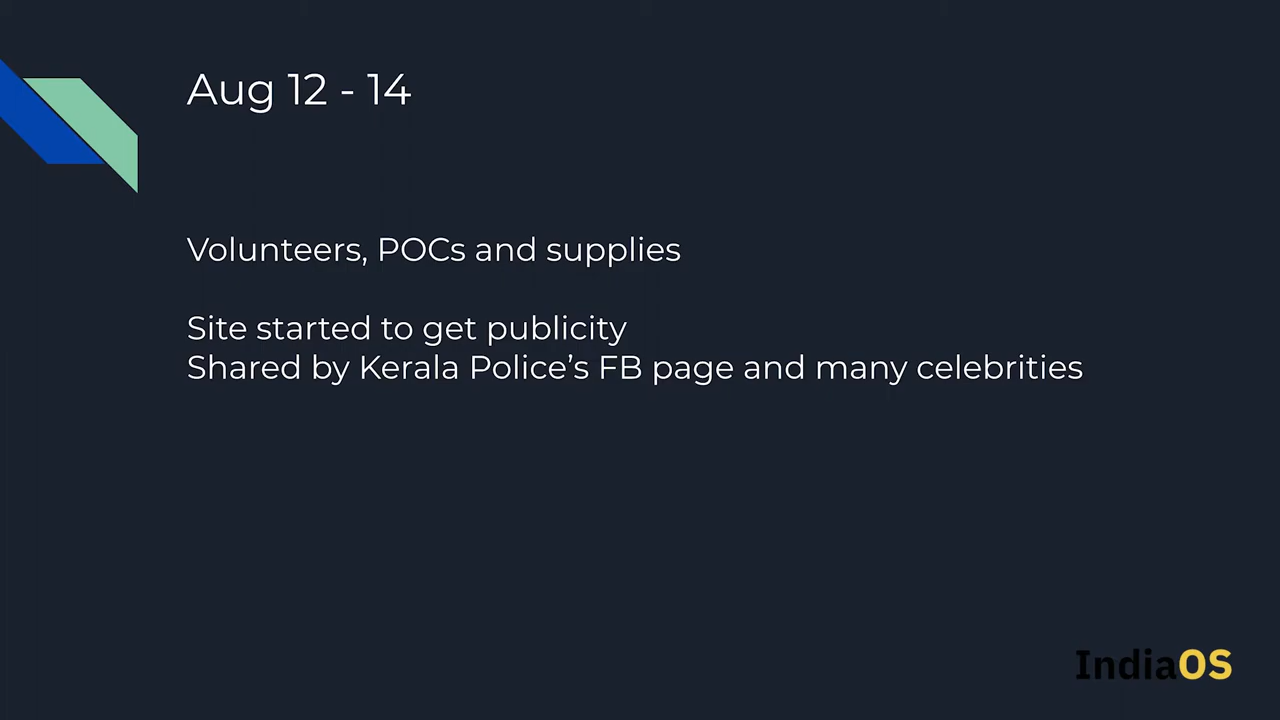 Aug 12 - 14
Volunteers, POCs and supplies
Site started to get publicity
Shared by Kerala Police’s FB page and many celebrities
IndiaOS